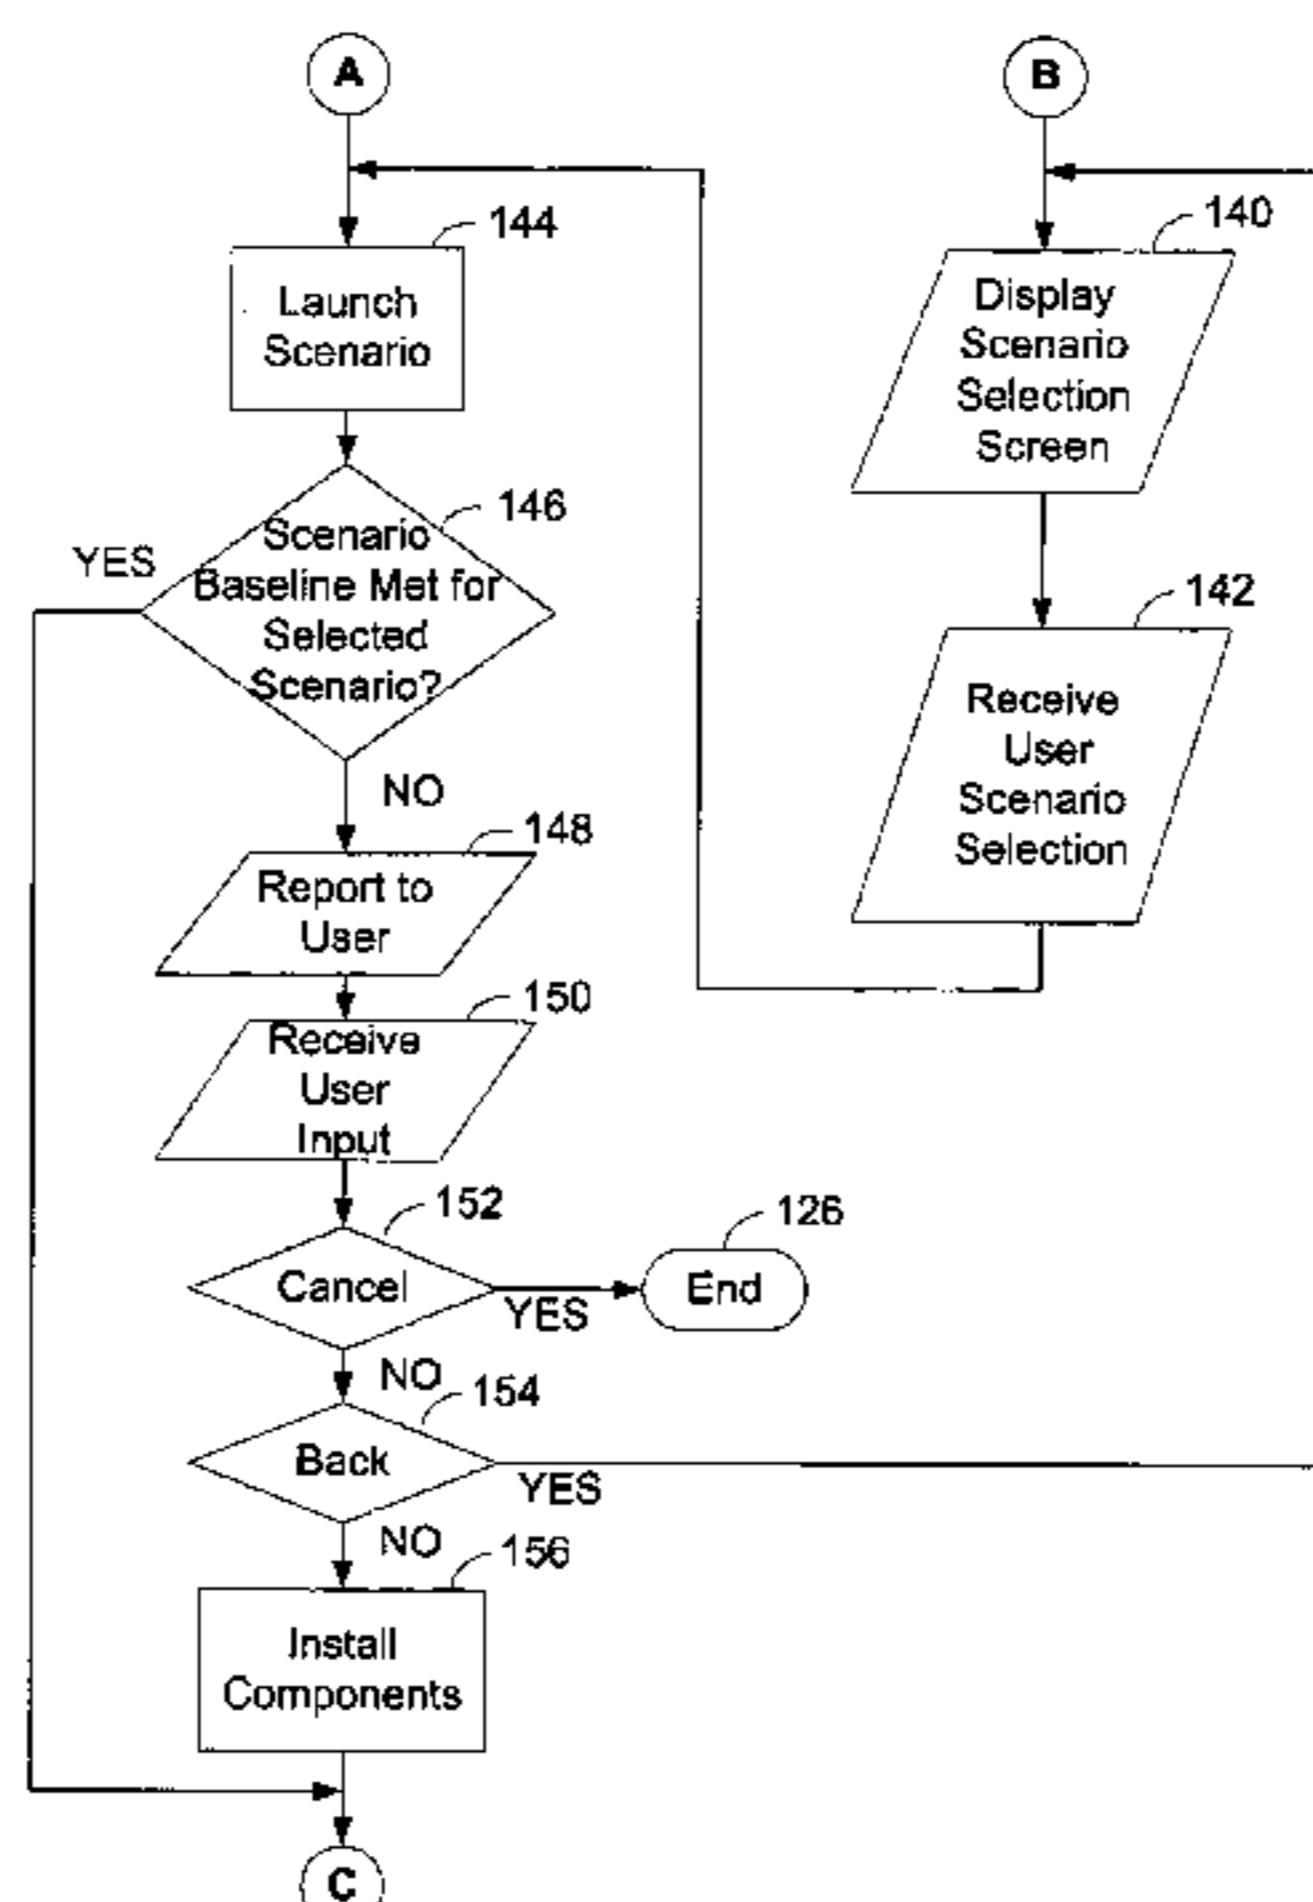 A
144
Launch
Scenario
146
Scenario
Baseline Met for
Selected
Scenario?
YES
NO
148
Report to
User
150
Receive
User
Input
152
Cancel
YES
126
End
NO
154
Back
YES
NO
156
Install
Components
C
B
140
Display
Scenario
Selection
Screen
142
Receive
User
Scenario
Selection